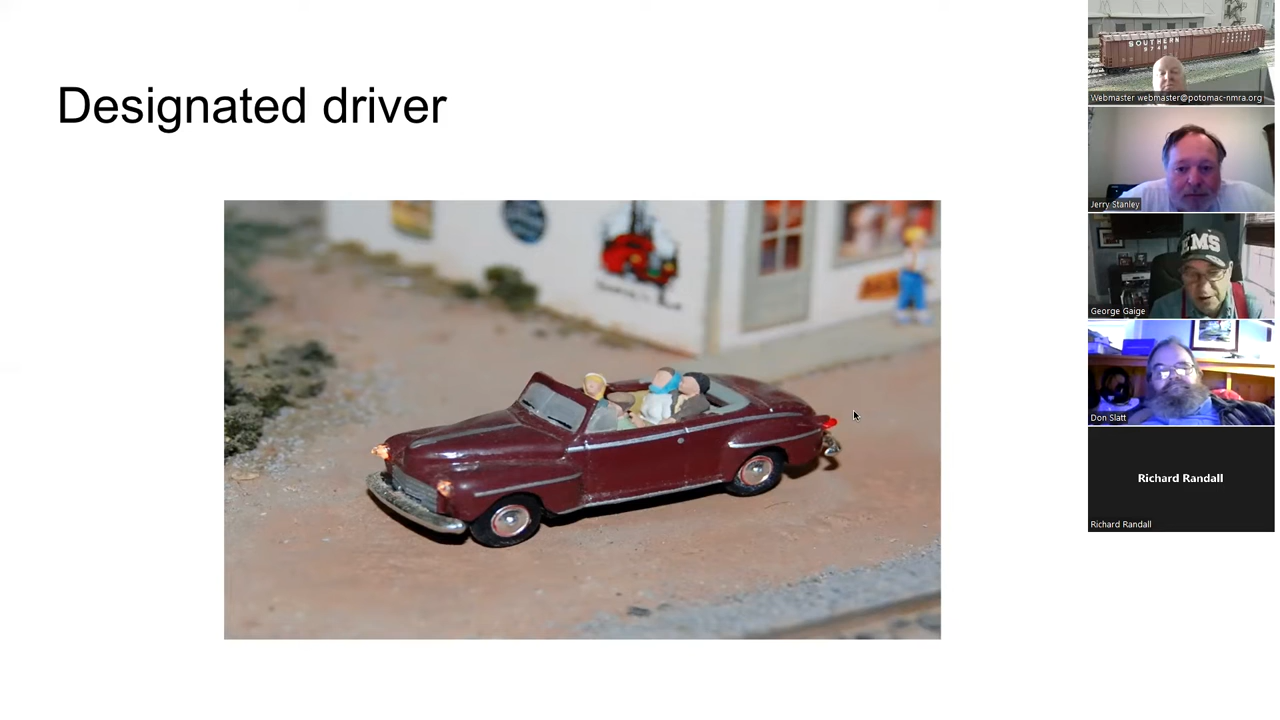 Designated driver
SOUTHERN
Webmaster webmaster@potomac-nmra.org
Jerry Stanley
EMS
George Gaige
Don Slatt
Richard Randall
Richard Randall